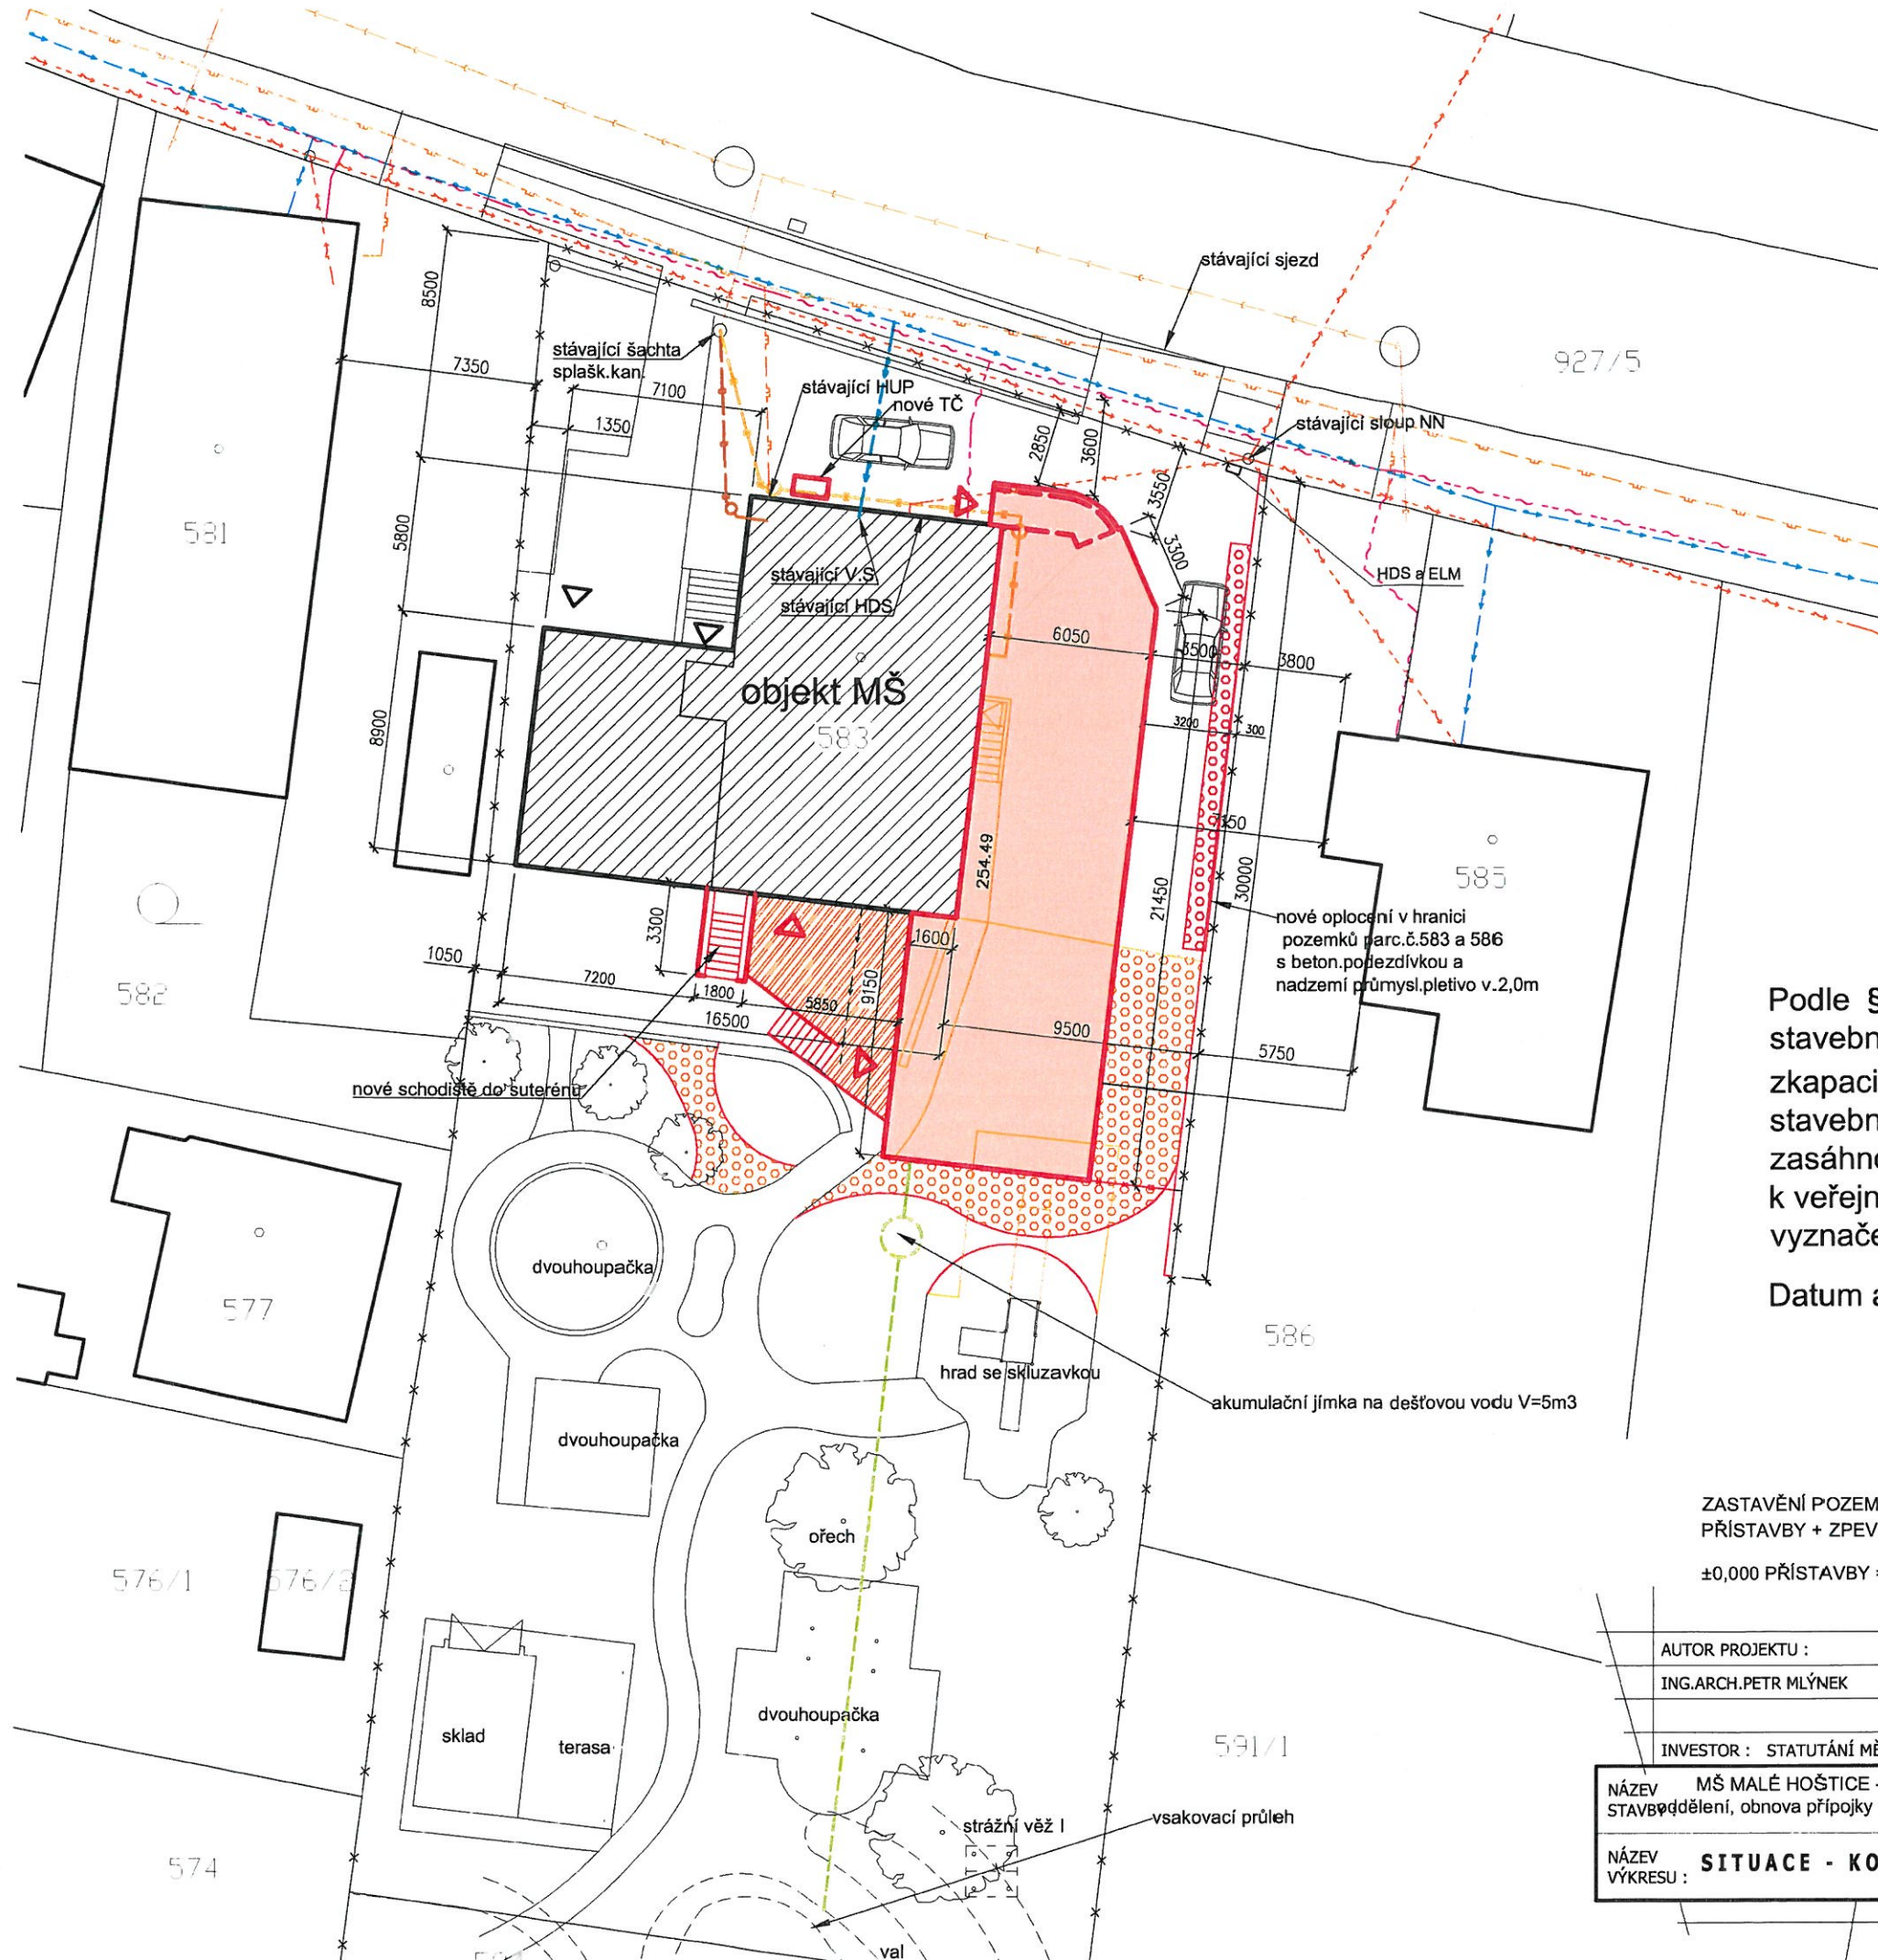 stávající sjezd
927/5
8500
stávající šachta
splašk.kan.
7350
7100
stávající HUP
nové TČ
1350
2850
3600
stávající sloup NN
3550
581
5800
3300
HDS a ELM
stávající V.S.
stávající HDS
6050
3500
3800
objekt MŠ
583
8900
3200
300
7150
254.49
585
21450
30000
nové oplocení v hranici
pozemků parc.č.583 a 586
s beton.podezdívkou a
nadzemí průmysl.pletivo v.2,0m
3300
1600
1050
7200
1800
5850
9150
16500
9500
5750
582
nové schodiště do suterénu
Podle §
stavebn
zkapaci
stavebn
zasáhne
k veřejn
vyznače
Datum a
dvouhoupačka
577
586
hrad se skluzavkou
akumulační jímka na dešťovou vodu V=5m3
dvouhoupačka
ořech
576/1
576/2
ZASTAVĚNÍ POZEM
PŘÍSTAVBY + ZPEV
±0,000 PŘÍSTAVBY =
AUTOR PROJEKTU :
ING.ARCH.PETR MLÝNEK
sklad
terasa
dvouhoupačka
591/1
INVESTOR : STATUTÁNÍ MĚ
NÁZEV STAVBY MŠ MALÉ HOŠTICE -
oddělení, obnova přípojky
strážní věž I
vsakovací průleh
574
NÁZEV
VÝKRESU : SITUACE - KO
val